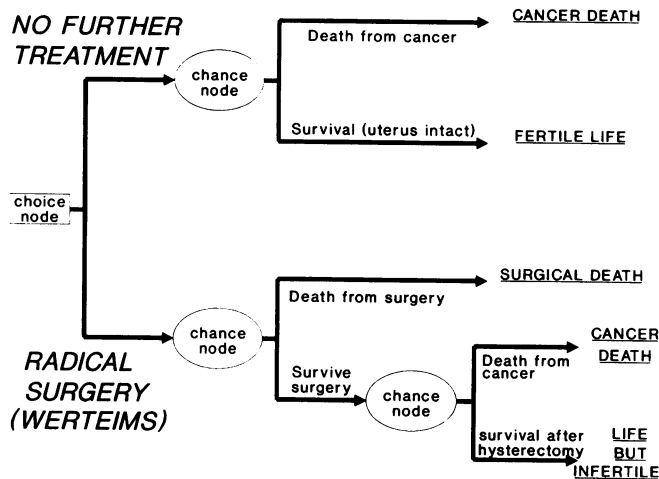 NO FURTHER
TREATMENT
chance
node
Death from cancer
CANCER DEATH
Survival (uterus intact)
FERTILE LIFE
choice
node
RADICAL
SURGERY
(WERTEIMS)
chance
node
Death from surgery
SURGICAL DEATH
Survive
surgery
chance
node
Death from
cancer
CANCER
DEATH
survival after
hysterectomy
LIFE
BUT
INFERTILE